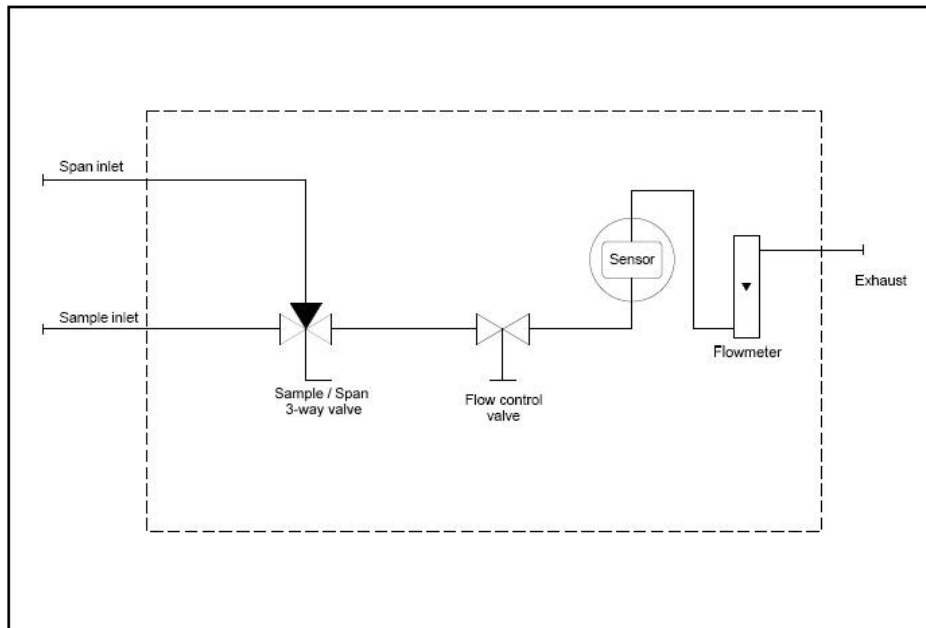 Span inlet
Sensor
Exhaust
Sample inlet
Flowmeter
Sample / Span
3-way valve
Flow control
valve